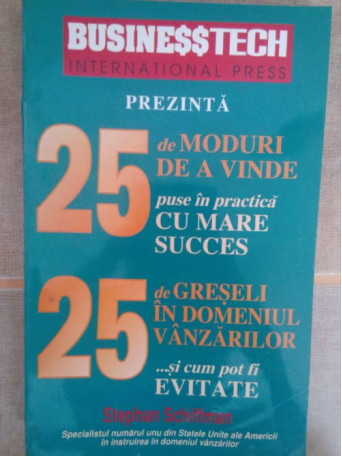 BUSINE$$TECH
INTERNATIONAL PRESS
PREZINTĂ
25 de MODURI
DE A VINDE
puse în practică
CU MARE
SUCCES
25 de GREŞELI
ÎN DOMENIUL
VÂNZĂRILOR
...şi cum pot fi
EVITATE
Stephan Schiffman
Specialistul numărul unu din Statele Unite ale Americii
în instruirea în domeniul vânzărilor